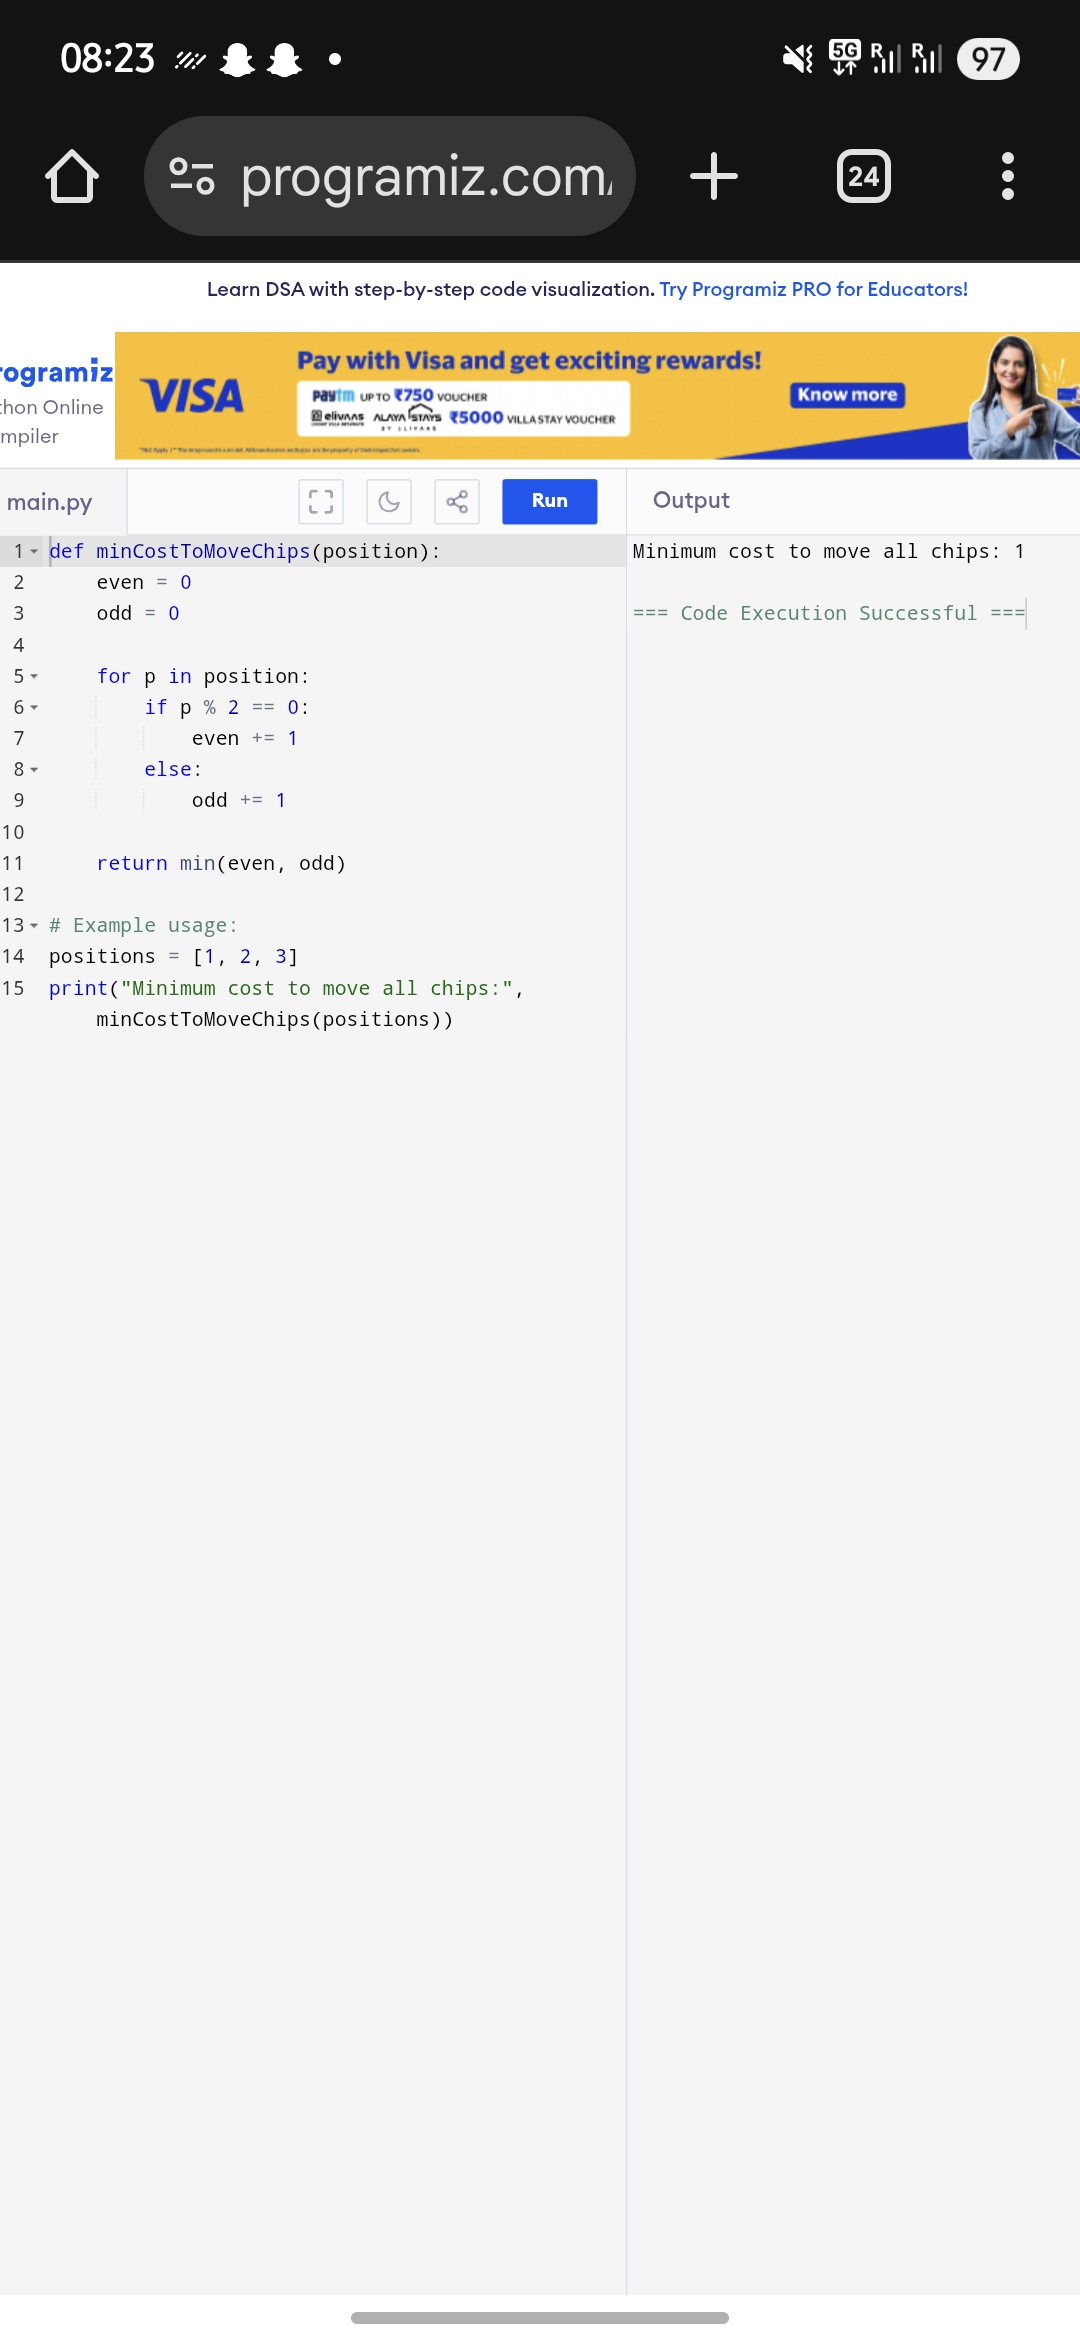 08:23
5G
R
R
97
programiz.com/
24
Learn DSA with step-by-step code visualization. Try Programiz PRO for Educators!
rogramiz
thon Online
mpiler
VISA
Pay with Visa and get exciting rewards!
paytm UP TO ₹750 VOUCHER
elivaas ALAYA STAYS ₹5000 VILLA STAY VOUCHER
Know more
main.py
Run
Output
1 def minCostToMoveChips(position):
2 even = 0
3 odd = 0
4
5 for p in position:
6 if p % 2 == 0:
7 even += 1
8 else:
9 odd += 1
10
11 return min(even, odd)
12
13 # Example usage:
14 positions = [1, 2, 3]
15 print("Minimum cost to move all chips:",
minCostToMoveChips(positions))
Minimum cost to move all chips: 1
=== Code Execution Successful ===